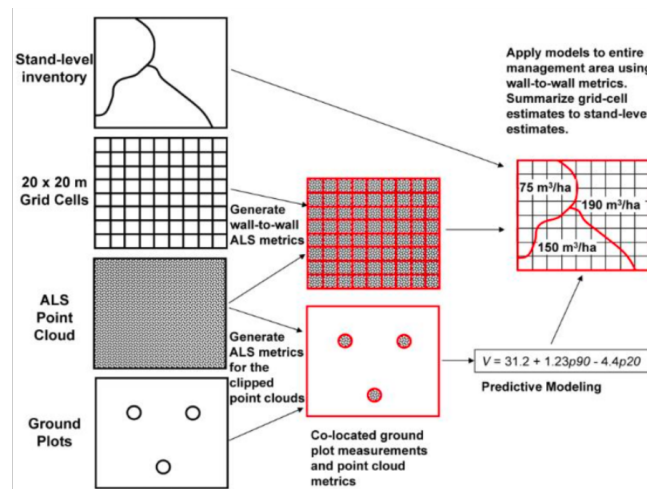 Stand-level
inventory
20 x 20 m
Grid Cells
ALS
Point
Cloud
Ground
Plots
Generate
wall-to-wall
ALS metrics
Generate
ALS metrics
for the
clipped
point clouds
Co-located ground
plot measurements
and point cloud
metrics
Apply models to entire
management area using
wall-to-wall metrics.
Summarize grid-cell
estimates to stand-level
estimates.
75 m³/ha
190 m³/ha
150 m³/ha
V = 31.2 + 1.23p90 - 4.4p20
Predictive Modeling